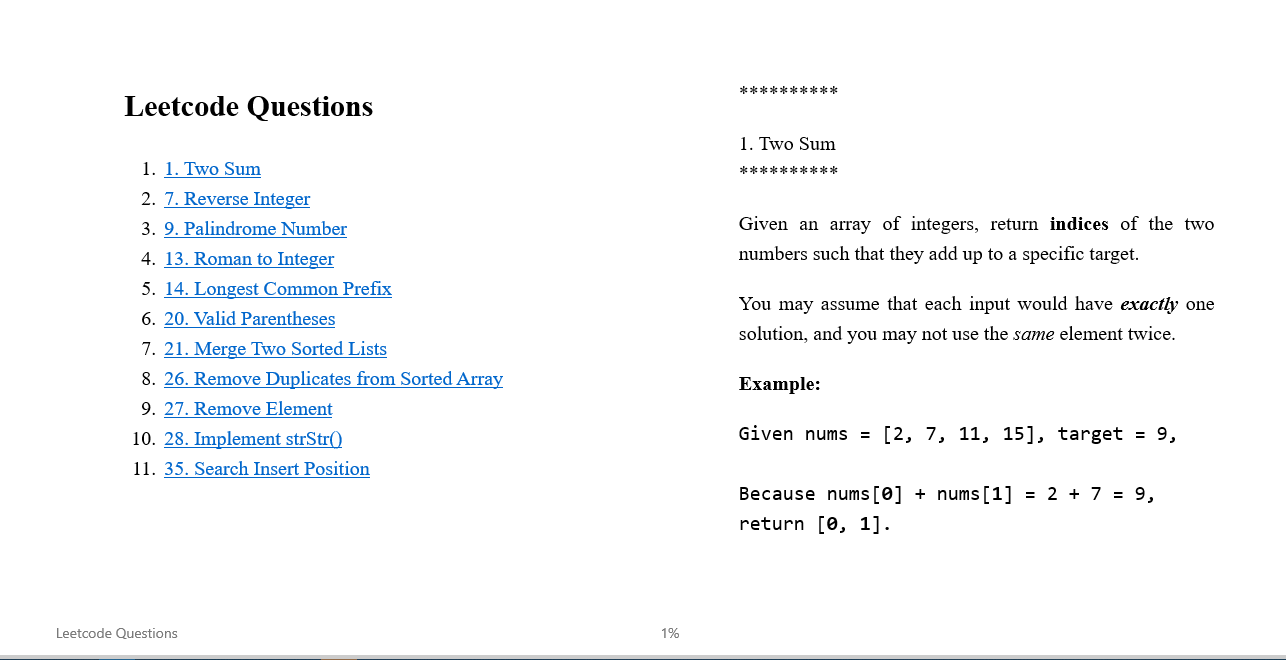 Leetcode Questions
1. 1. Two Sum
2. 7. Reverse Integer
3. 9. Palindrome Number
4. 13. Roman to Integer
5. 14. Longest Common Prefix
6. 20. Valid Parentheses
7. 21. Merge Two Sorted Lists
8. 26. Remove Duplicates from Sorted Array
9. 27. Remove Element
10. 28. Implement strStr()
11. 35. Search Insert Position
**********
1. Two Sum
**********
Given an array of integers, return indices of the two
numbers such that they add up to a specific target.
You may assume that each input would have exactly one
solution, and you may not use the same element twice.
Example:
Given nums = [2, 7, 11, 15], target = 9,
Because nums[0] + nums[1] = 2 + 7 = 9,
return [0, 1].
Leetcode Questions
1%